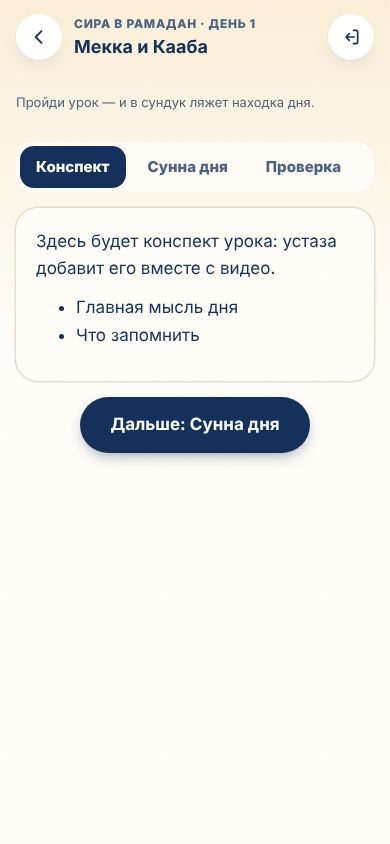 СИРА В РАМАДАН · ДЕНЬ 1
Мекка и Кааба
Пройди урок — и в сундук ляжет находка дня.
Конспект
Сунна дня
Проверка
Здесь будет конспект урока: устаза
добавит его вместе с видео.
• Главная мысль дня
• Что запомнить
Дальше: Сунна дня